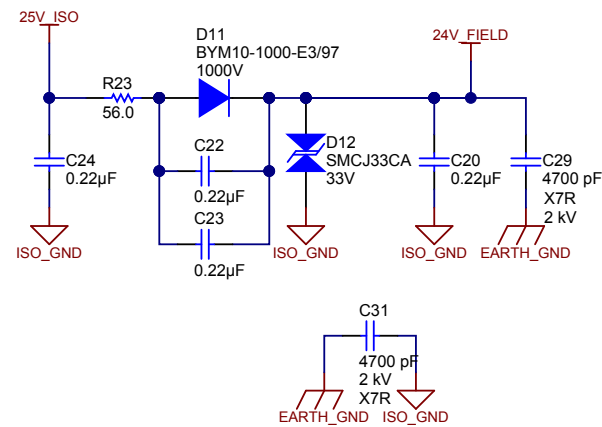 25V_ISO
D11
BYM10-1000-E3/97
1000V
24V_FIELD
R23
56.0
C24
0.22µF
ISO_GND
C22
0.22µF
C23
0.22µF
D12
SMCJ33CA
33V
ISO_GND
C20
0.22µF
ISO_GND
C29
4700 pF
X7R
2 kV
EARTH_GND
C31
4700 pF
2 kV
X7R
EARTH_GND
ISO_GND